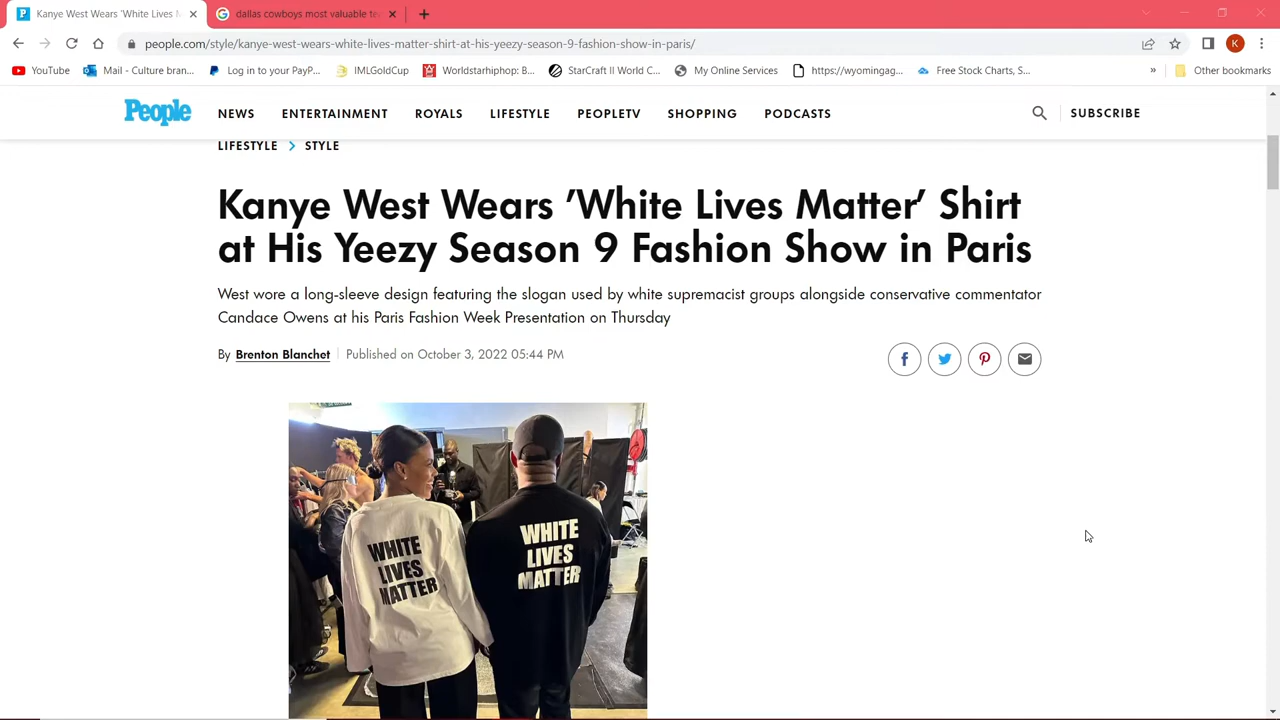 Kanye West Wears 'White Lives M
dallas cowboys most valuable te
people.com/style/kanye-west-wears-white-lives-matter-shirt-at-his-yeezy-season-9-fashion-show-in-paris/
K
YouTube
Mail - Culture bran...
Log in to your PayP...
IMLGoldCup
Worldstarhiphop: B...
StarCraft II World C...
My Online Services
https://wyomingag...
Free Stock Charts, S...
»
Other bookmarks
People
NEWS
ENTERTAINMENT
ROYALS
LIFESTYLE
PEOPLETV
SHOPPING
PODCASTS
SUBSCRIBE
LIFESTYLE > STYLE
Kanye West Wears ’White Lives Matter’ Shirt
at His Yeezy Season 9 Fashion Show in Paris
West wore a long-sleeve design featuring the slogan used by white supremacist groups alongside conservative commentator
Candace Owens at his Paris Fashion Week Presentation on Thursday
By Brenton Blanchet | Published on October 3, 2022 05:44 PM
WHITE
LIVES
MATTER
WHITE
LIVES
MATTER